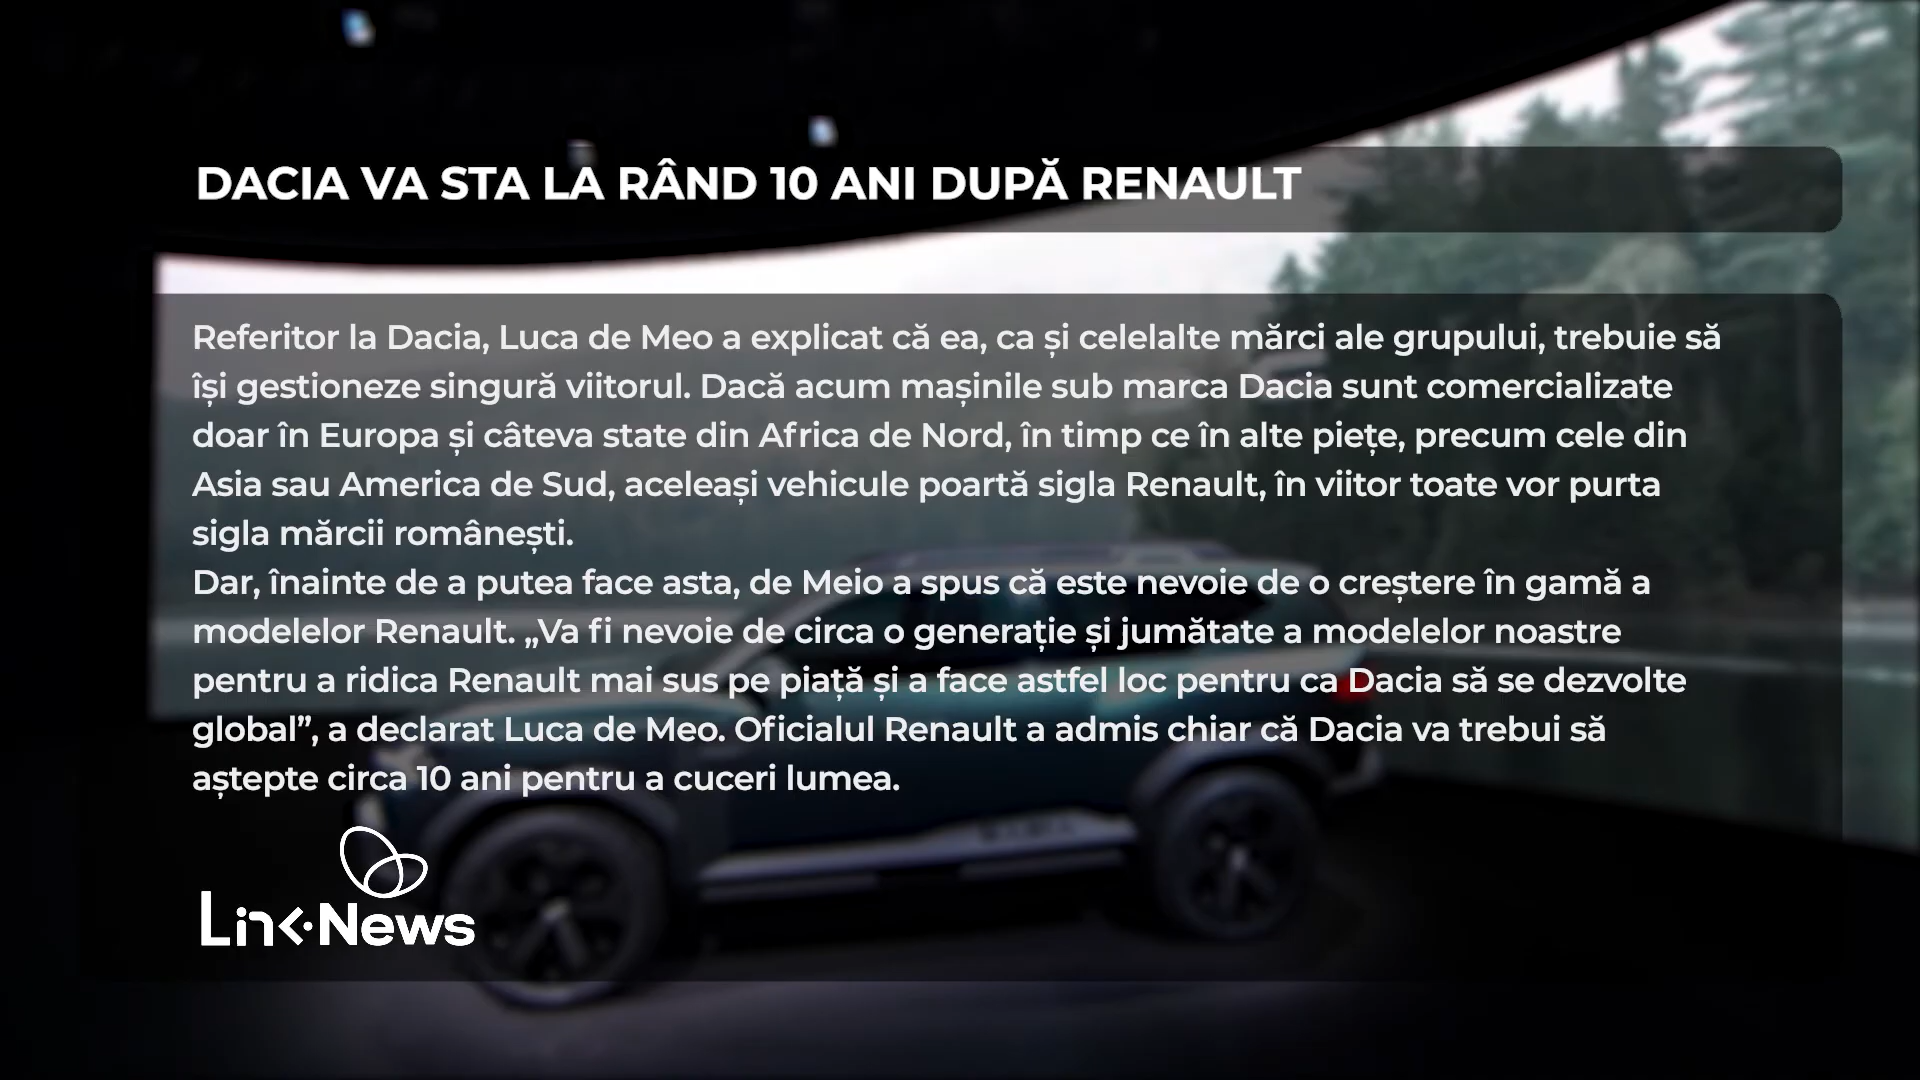 DACIA VA STA LA RÂND 10 ANI DUPĂ RENAULT
Referitor la Dacia, Luca de Meo a explicat că ea, ca și celelalte mărci ale grupului, trebuie să
își gestioneze singură viitorul. Dacă acum mașinile sub marca Dacia sunt comercializate
doar în Europa și câteva state din Africa de Nord, în timp ce în alte piețe, precum cele din
Asia sau America de Sud, aceleași vehicule poartă sigla Renault, în viitor toate vor purta
sigla mărcii românești.
Dar, înainte de a putea face asta, de Meio a spus că este nevoie de o creștere în gamă a
modelelor Renault. „Va fi nevoie de circa o generație și jumătate a modelelor noastre
pentru a ridica Renault mai sus pe piață și a face astfel loc pentru ca Dacia să se dezvolte
global”, a declarat Luca de Meo. Oficialul Renault a admis chiar că Dacia va trebui să
aștepte circa 10 ani pentru a cuceri lumea.
Link News